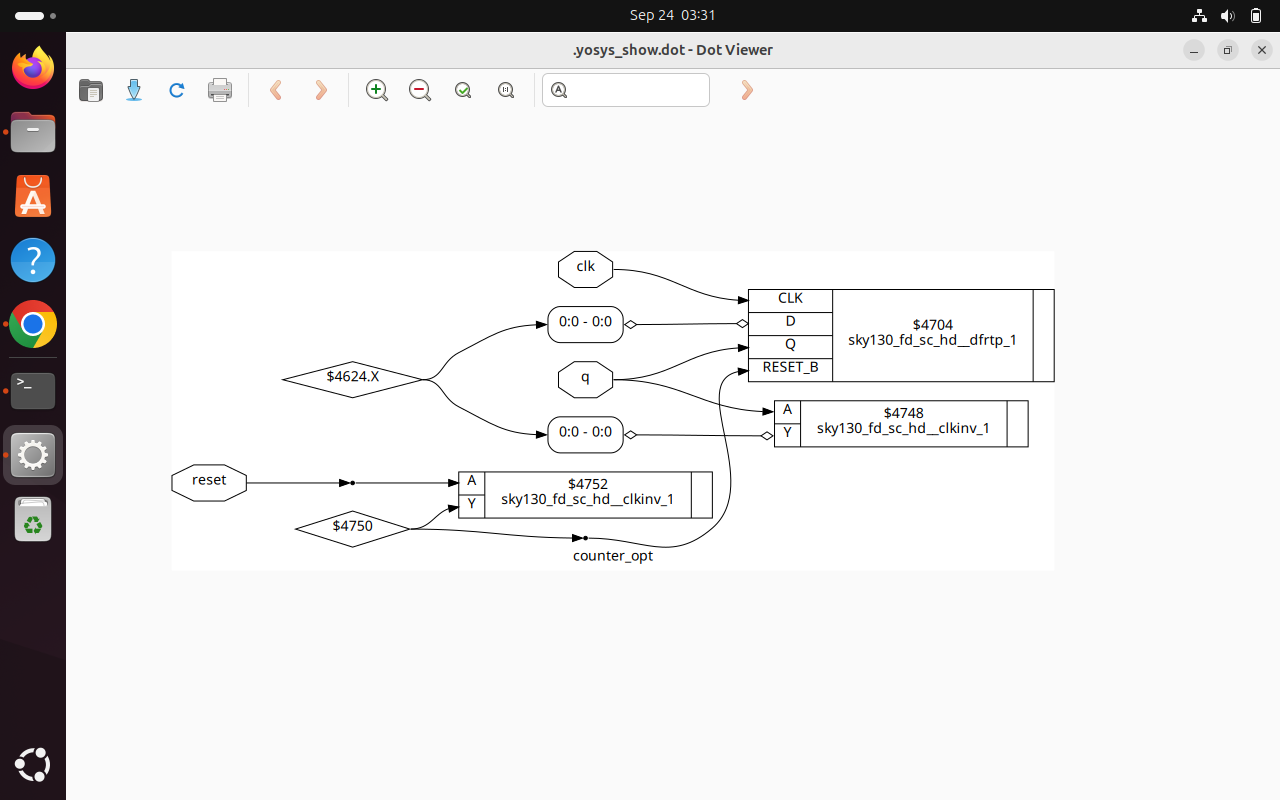 Sep 24 03:31
.yosys_show.dot - Dot Viewer
clk
CLK
0:0 - 0:0
D
$4704
sky130_fd_sc_hd__dfrtp_1
Q
RESET_B
$4624.X
q
A
$4748
sky130_fd_sc_hd__clkinv_1
Y
0:0 - 0:0
reset
A
$4752
sky130_fd_sc_hd__clkinv_1
Y
$4750
counter_opt